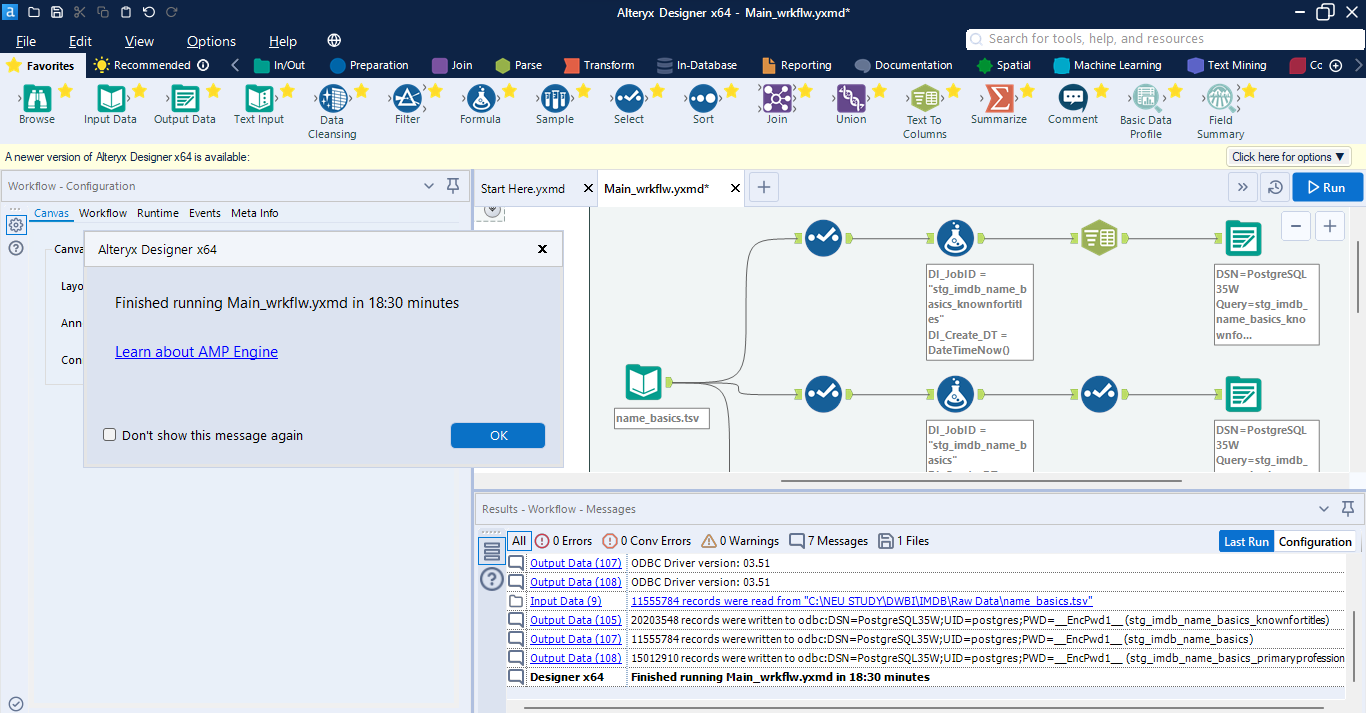 a
Alteryx Designer x64 - Main_wrkflw.yxmd*
File Edit View Options Help
Search for tools, help, and resources
Favorites Recommended In/Out Preparation Join Parse Transform In-Database Reporting Documentation Spatial Machine Learning Text Mining Co
Browse Input Data Output Data Text Input Data Cleansing Filter Formula Sample Select Sort Join Union Text To Columns Summarize Comment Basic Data Profile Field Summary
A newer version of Alteryx Designer x64 is available:
Click here for options ▼
Workflow - Configuration
Canvas Workflow Runtime Events Meta Info
Canva
Layo
Ann
Con
Alteryx Designer x64
Finished running Main_wrkflw.yxmd in 18:30 minutes
Learn about AMP Engine
Don't show this message again
OK
Start Here.yxmd
Main_wrkflw.yxmd*
Run
DI_JobID =
"stg_imdb_name_b
asics_knownfortitl
es"
DI_Create_DT =
DateTimeNow()
DSN=PostgreSQL
35W
Query=stg_imdb_
name_basics_kno
wnfo...
name_basics.tsv
DI_JobID =
"stg_imdb_name_b
asics"
DSN=PostgreSQL
35W
Query=stg_imdb_
Results - Workflow - Messages
All 0 Errors 0 Conv Errors 0 Warnings 7 Messages 1 Files
Last Run Configuration
Output Data (107) ODBC Driver version: 03.51
Output Data (108) ODBC Driver version: 03.51
Input Data (9) 11555784 records were read from "C:\NEU STUDY\DWBI\IMDB\Raw Data\name_basics.tsv"
Output Data (105) 20203548 records were written to odbc:DSN=PostgreSQL35W;UID=postgres;PWD=__EncPwd1__ (stg_imdb_name_basics_knownfortitles)
Output Data (107) 11555784 records were written to odbc:DSN=PostgreSQL35W;UID=postgres;PWD=__EncPwd1__ (stg_imdb_name_basics)
Output Data (108) 15012910 records were written to odbc:DSN=PostgreSQL35W;UID=postgres;PWD=__EncPwd1__ (stg_imdb_name_basics_primaryprofession
Designer x64 Finished running Main_wrkflw.yxmd in 18:30 minutes